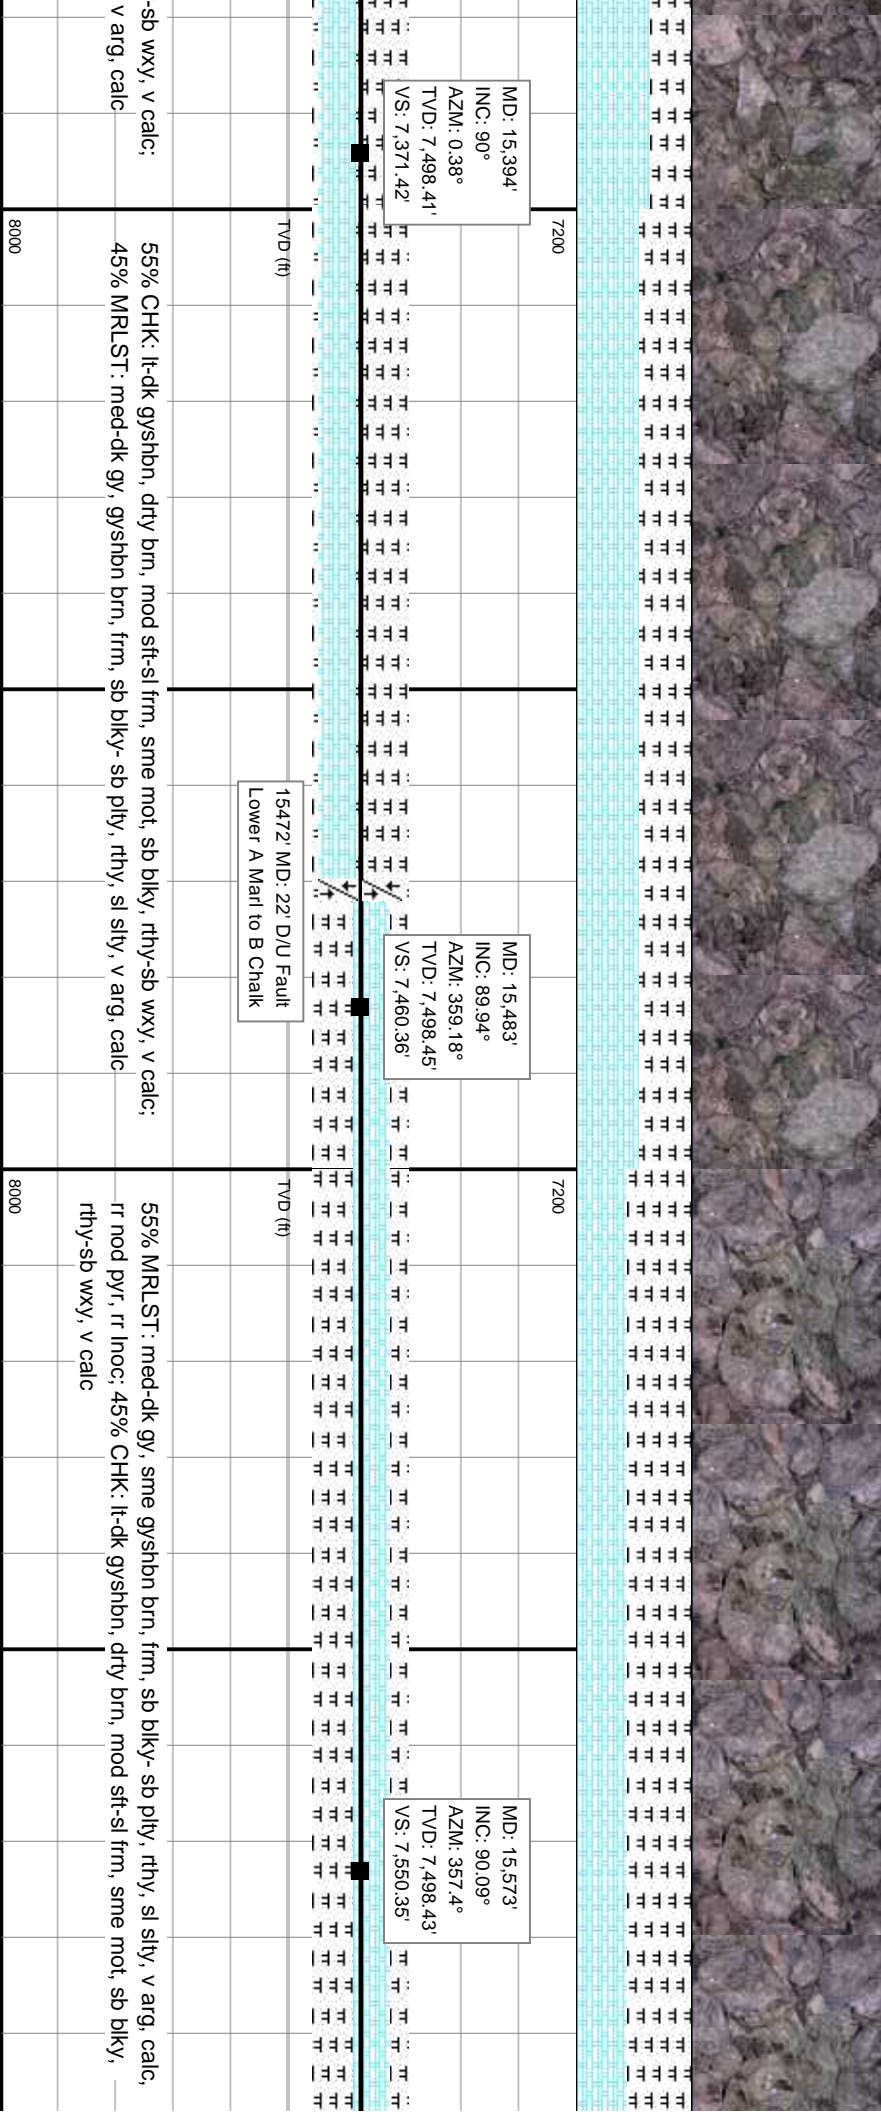 -sb wxy, v calc;
v arg, calc
MD: 15,394'
INC: 90°
AZM: 0.38°
TVD: 7,498.41'
VS: 7,371.42'
7200
TVD (ft)
8000
55% CHK: lt-dk gyshbn, drty brn, mod sft-sl frm, sme mot, sb blky, rthy-sb wxy, v calc;
45% MRLST: med-dk gy, gyshbn brn, frm, sb blky- sb plty, rthy, sl slty, v arg, calc
15472' MD: 22' D/U Fault
Lower A Marl to B Chalk
MD: 15,483'
INC: 89.94°
AZM: 359.18°
TVD: 7,498.45'
VS: 7,460.36'
7200
TVD (ft)
8000
55% MRLST: med-dk gy, sme gyshbn brn, frm, sb blky- sb plty, rthy, sl slty, v arg, calc,
rr nod pyr, rr Inoc; 45% CHK: lt-dk gyshbn, drty brn, mod sft-sl frm, sme mot, sb blky,
rthy-sb wxy, v calc
MD: 15,573'
INC: 90.09°
AZM: 357.4°
TVD: 7,498.43'
VS: 7,550.35'